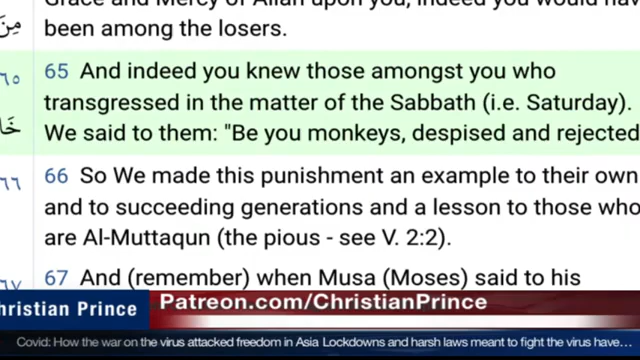 Grace and Mercy of Allah upon you, indeed you would have
been among the losers.
مِنَ
٦٥
65 And indeed you knew those amongst you who
transgressed in the matter of the Sabbath (i.e. Saturday).
We said to them: "Be you monkeys, despised and rejected
٦٦
66 So We made this punishment an example to their own
and to succeeding generations and a lesson to those who
are Al-Muttaqun (the pious - see V. 2:2).
٦٧
67 And (remember) when Musa (Moses) said to his
hristian Prince
Patreon.com/ChristianPrince
Covid: How the war on the virus attacked freedom in Asia Lockdowns and harsh laws meant to fight the virus have…